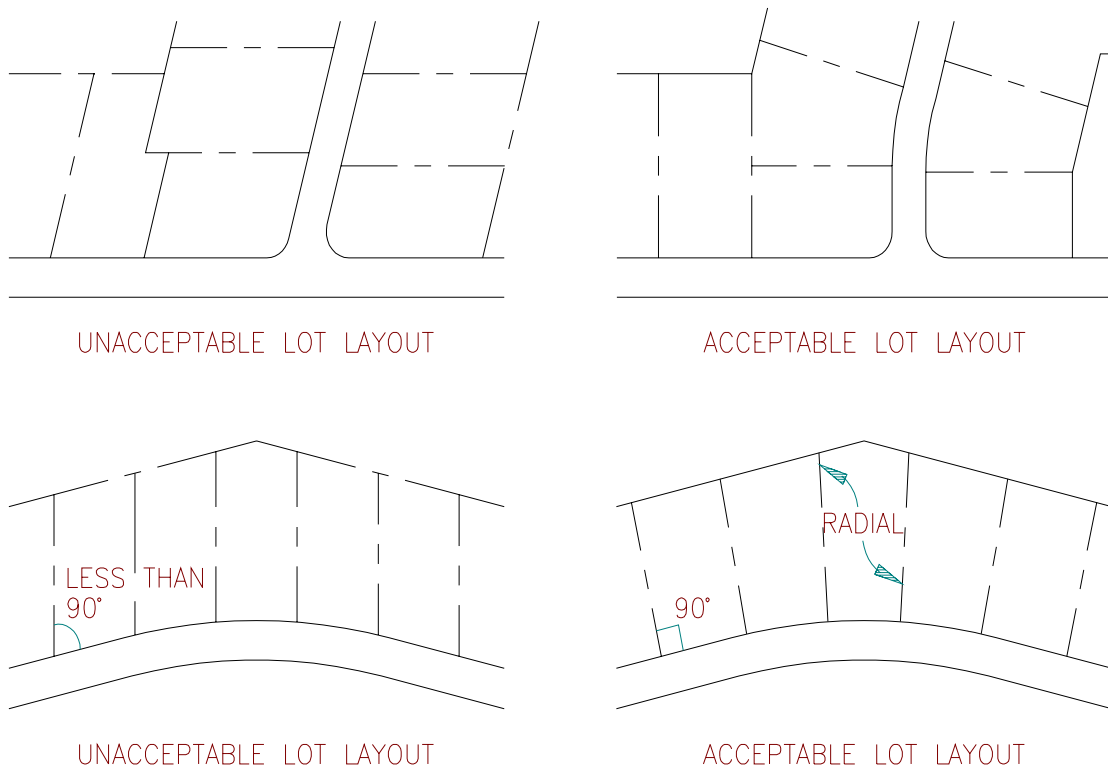 UNACCEPTABLE LOT LAYOUT
ACCEPTABLE LOT LAYOUT
LESS THAN
90°
RADIAL
90°
UNACCEPTABLE LOT LAYOUT
ACCEPTABLE LOT LAYOUT